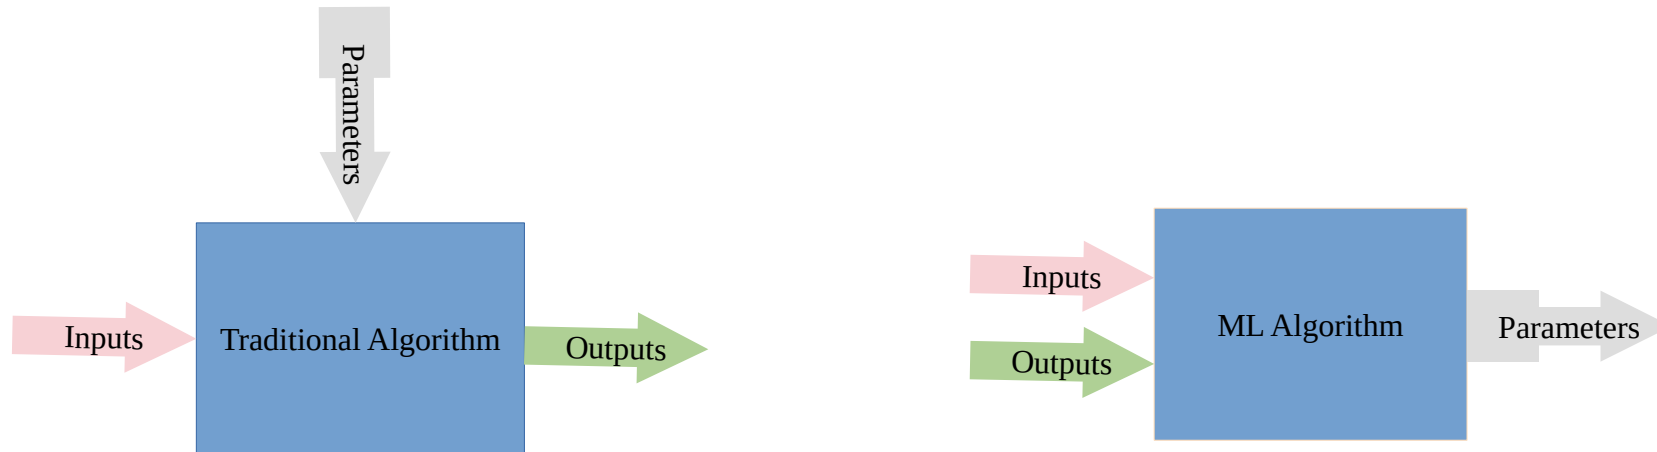 Parameters
Inputs
Traditional Algorithm
Outputs
Inputs
Outputs
ML Algorithm
Parameters